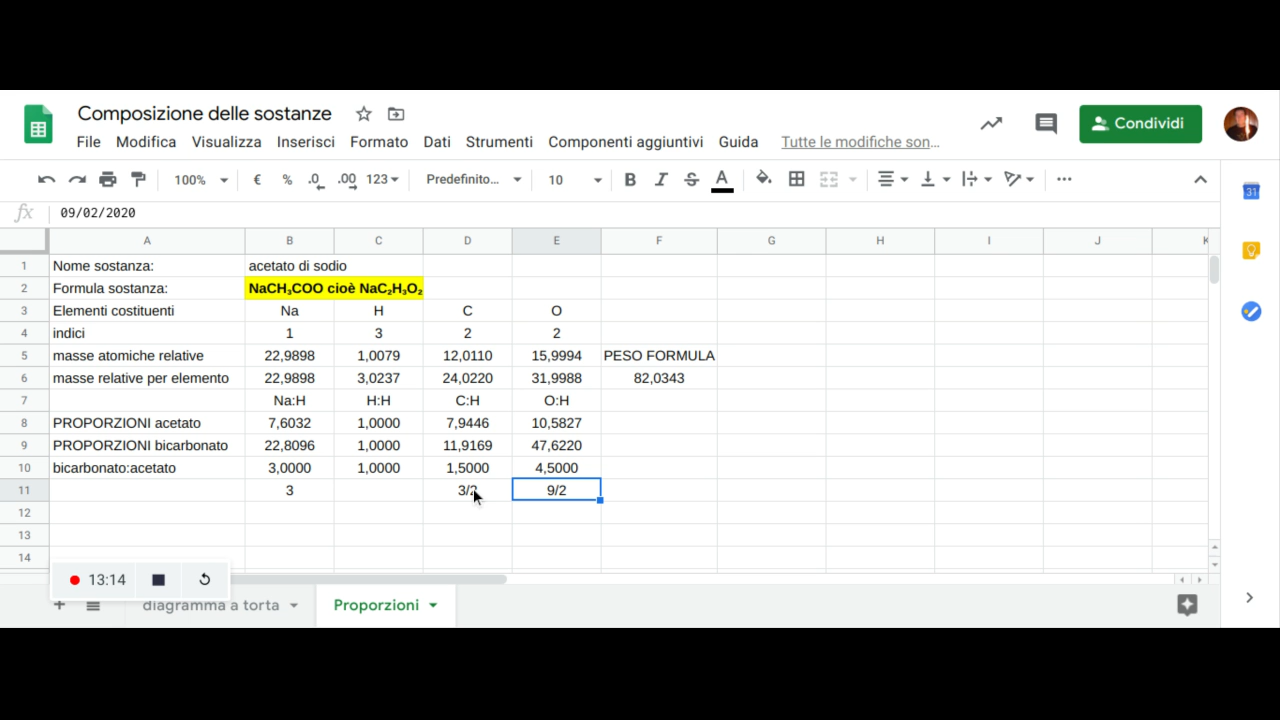 Composizione delle sostanze
Condividi
File Modifica Visualizza Inserisci Formato Dati Strumenti Componenti aggiuntivi Guida Tutte le modifiche son...
100% € % .0 .00 123 Predefinito... 10 B I S A
fx 09/02/2020
31
A B C D E F G H I J K
1 Nome sostanza: acetato di sodio
2 Formula sostanza: NaCH₃COO cioè NaC₂H₃O₂
3 Elementi costituenti Na H C O
4 indici 1 3 2 2
5 masse atomiche relative 22,9898 1,0079 12,0110 15,9994 PESO FORMULA
6 masse relative per elemento 22,9898 3,0237 24,0220 31,9988 82,0343
7 Na:H H:H C:H O:H
8 PROPORZIONI acetato 7,6032 1,0000 7,9446 10,5827
9 PROPORZIONI bicarbonato 22,8096 1,0000 11,9169 47,6220
10 bicarbonato:acetato 3,0000 1,0000 1,5000 4,5000
11 3 3/2 9/2
12
13
14
13:14
diagramma a torta Proporzioni